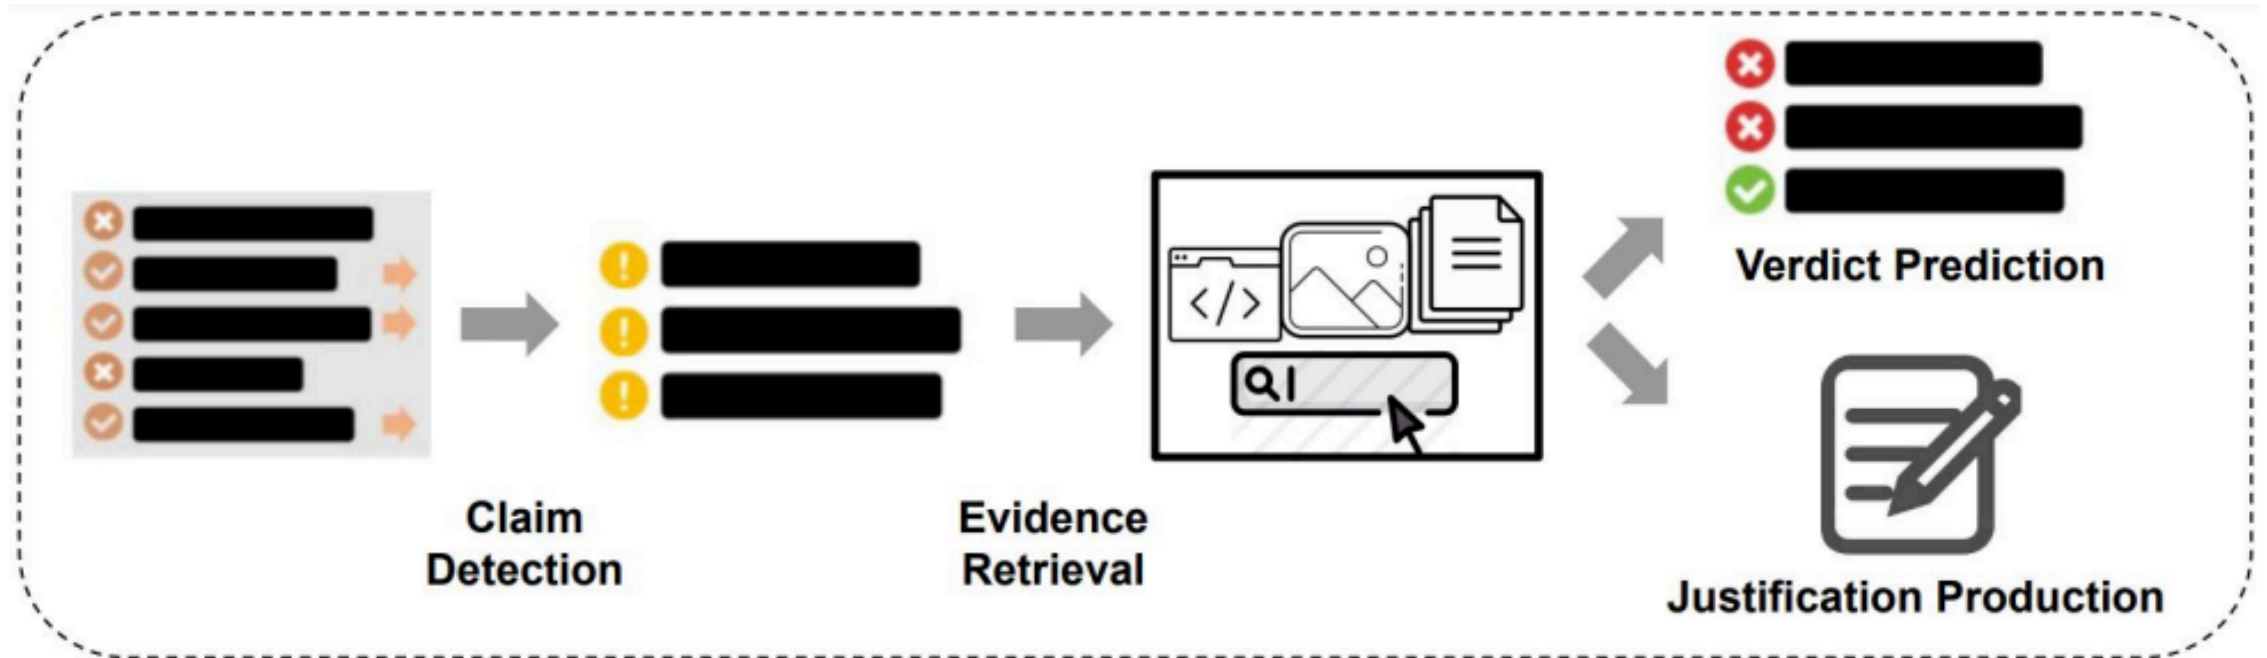 Claim
Detection
Evidence
Retrieval
</>
Verdict Prediction
Justification Production